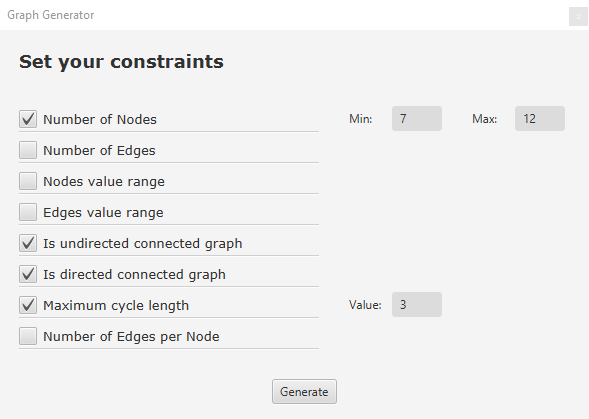 Graph Generator
Set your constraints
Number of Nodes Min: 7 Max: 12
Number of Edges
Nodes value range
Edges value range
Is undirected connected graph
Is directed connected graph
Maximum cycle length Value: 3
Number of Edges per Node
Generate